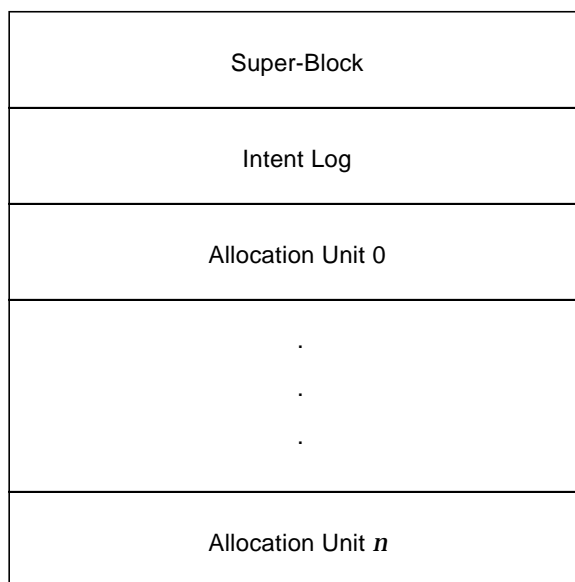 Super-Block
Intent Log
Allocation Unit 0
.
.
.
Allocation Unit n